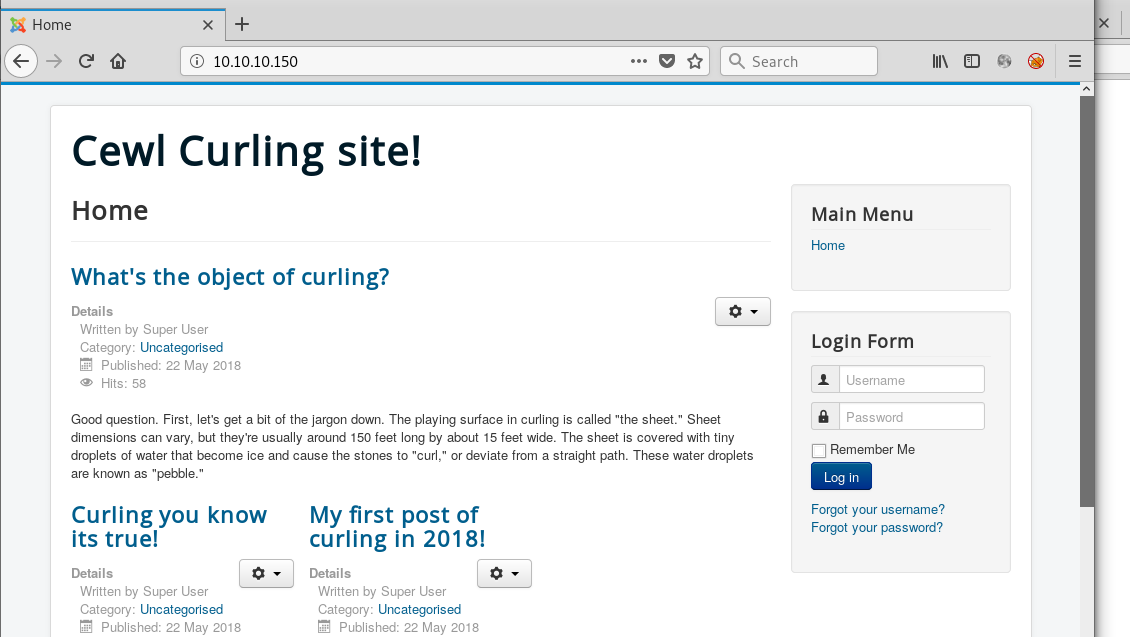 Home
10.10.10.150
Search
Cewl Curling site!
Home
What's the object of curling?
Details
Written by Super User
Category: Uncategorised
Published: 22 May 2018
Hits: 58
Good question. First, let's get a bit of the jargon down. The playing surface in curling is called "the sheet." Sheet
dimensions can vary, but they're usually around 150 feet long by about 15 feet wide. The sheet is covered with tiny
droplets of water that become ice and cause the stones to "curl," or deviate from a straight path. These water droplets
are known as "pebble."
Curling you know
its true!
Details
Written by Super User
Category: Uncategorised
Published: 22 May 2018
My first post of
curling in 2018!
Details
Written by Super User
Category: Uncategorised
Published: 22 May 2018
Main Menu
Home
Login Form
Username
Password
Remember Me
Log in
Forgot your username?
Forgot your password?